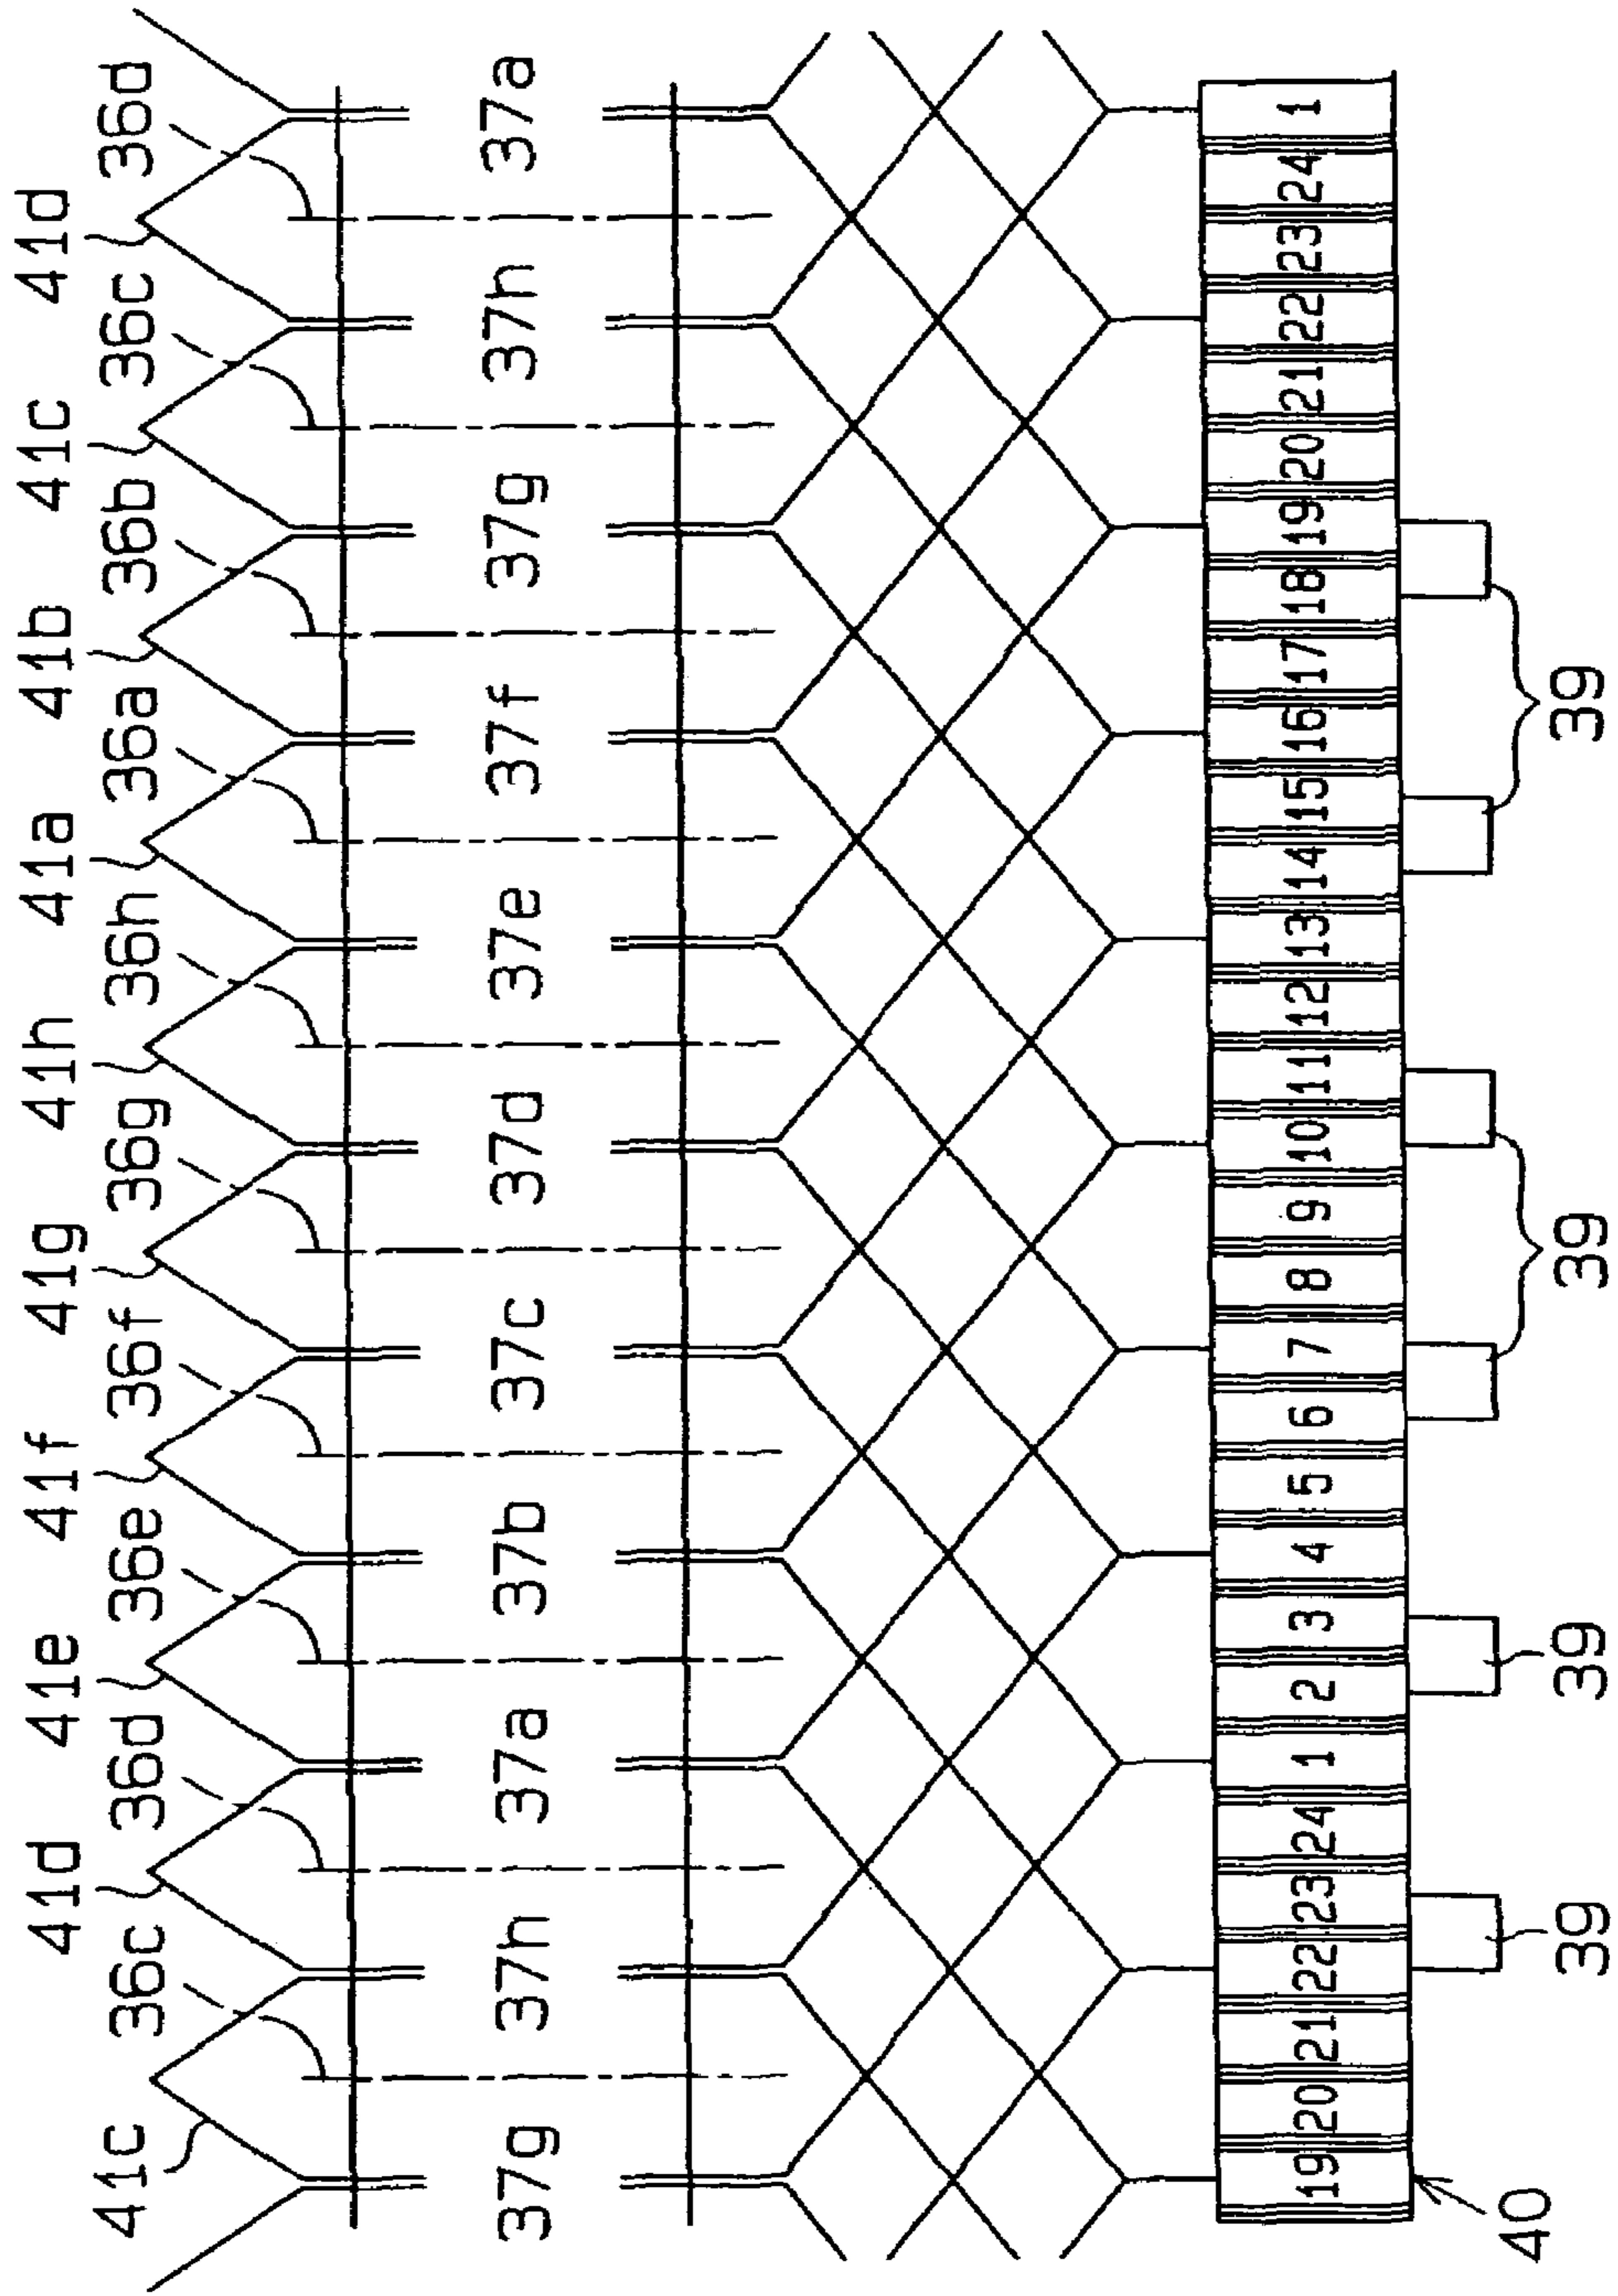 41d 41e 41f 41g 41h 41a 41b 41c 41d
41c 36c 36d 36e 36f 36g 36h 36a 36b 36c 36d
37g 37h 37a 37b 37c 37d 37e 37f 37g 37h 37a
19 20 21 22 23 24 1 2 3 4 5 6 7 8 9 10 11 12 13 14 15 16 17 18 19 20 21 22 23 24 1
40 39 39 39 39